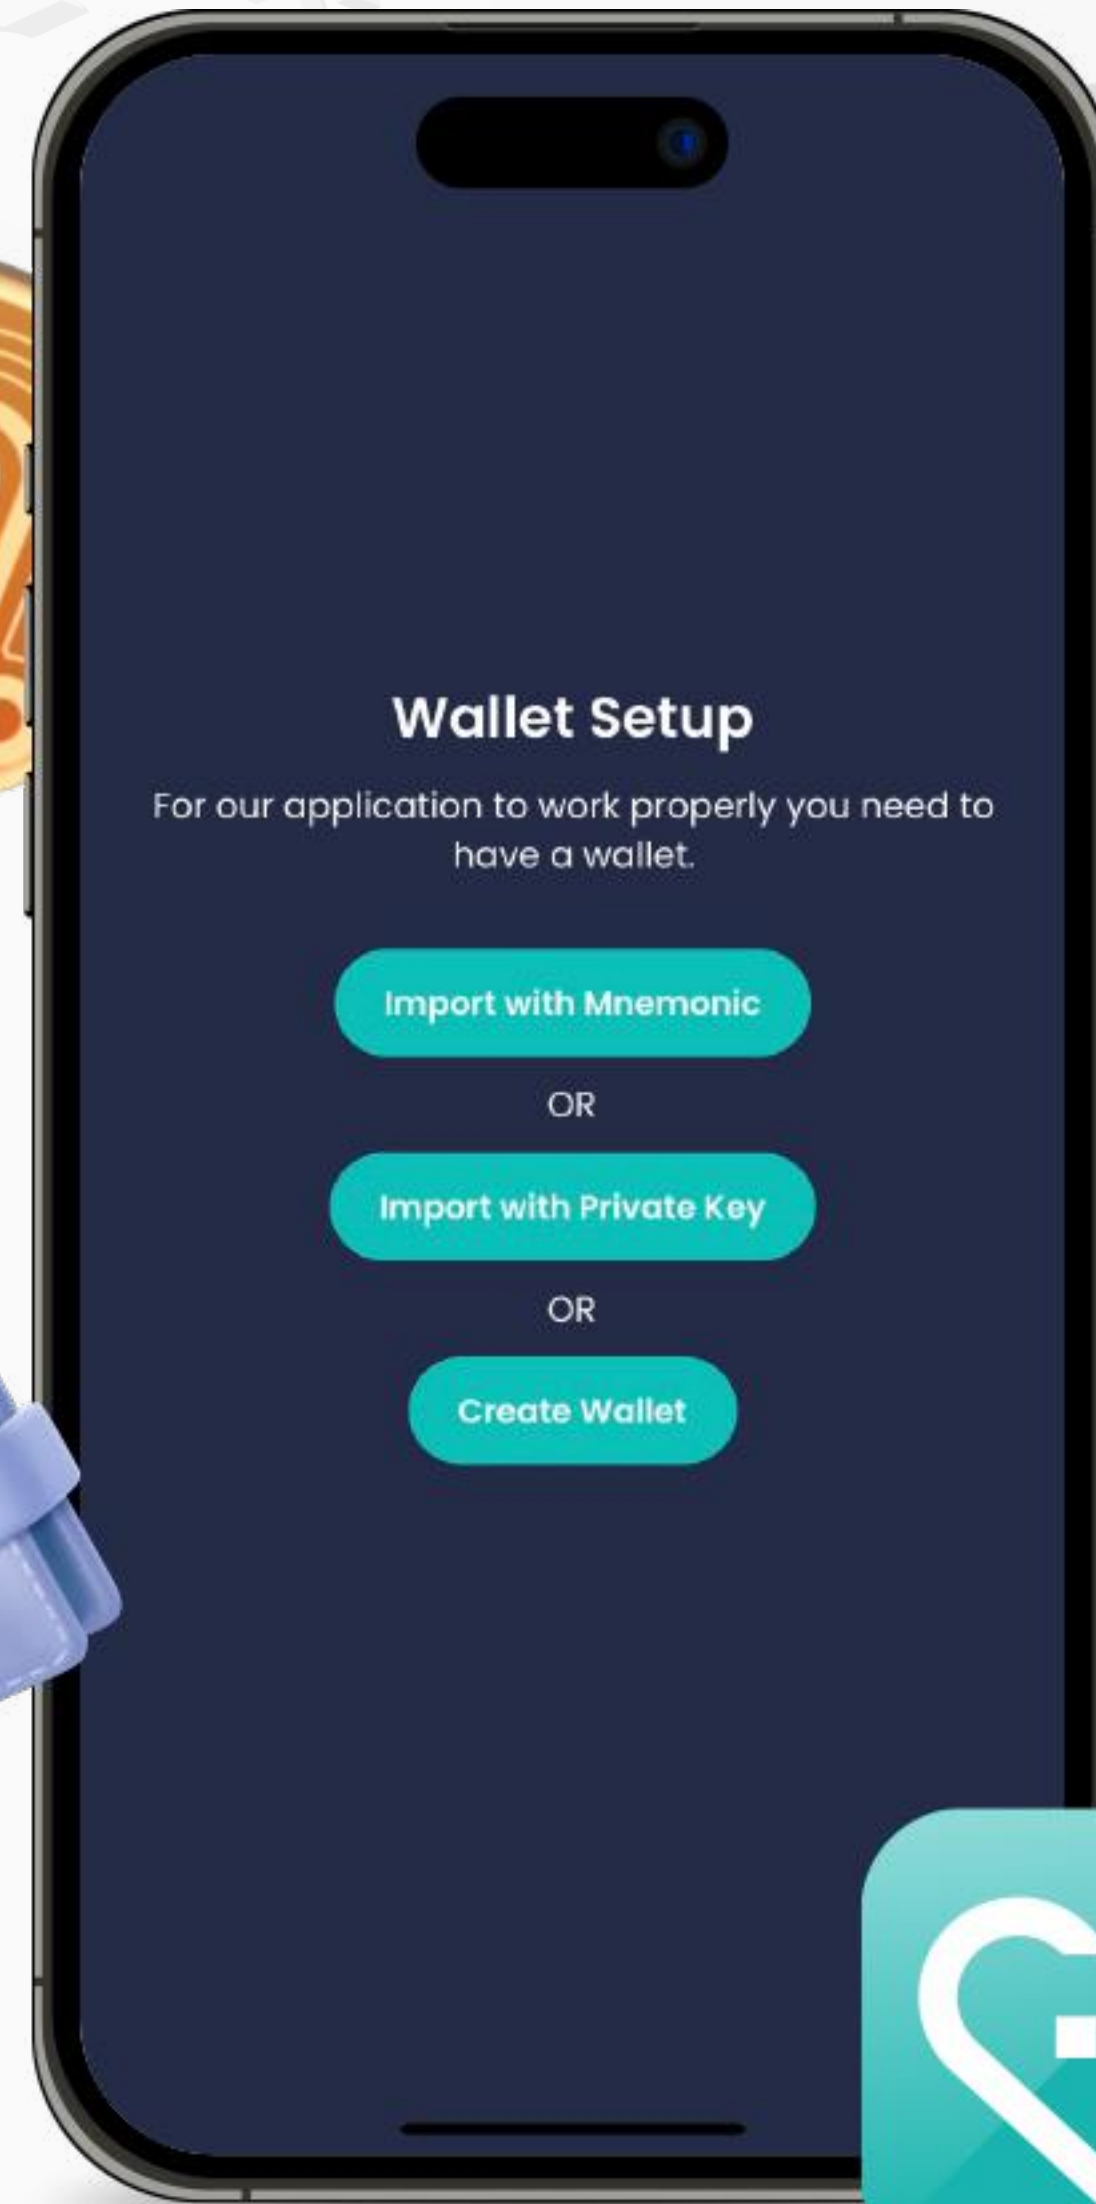 Wallet Setup
For our application to work properly you need to
have a wallet.
Import with Mnemonic
OR
Import with Private Key
OR
Create Wallet